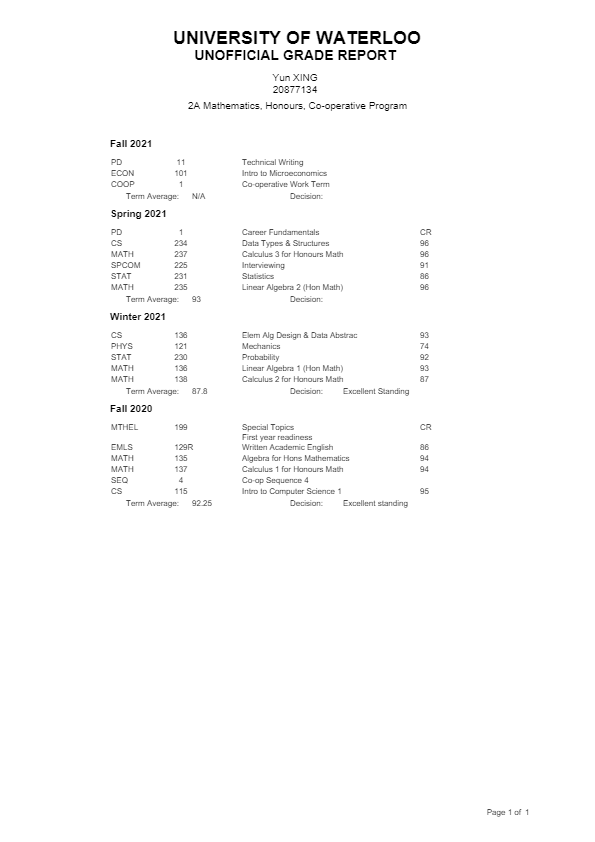 UNIVERSITY OF WATERLOO
UNOFFICIAL GRADE REPORT
Yun XING
20877134
2A Mathematics, Honours, Co-operative Program
Fall 2021
PD 11 Technical Writing
ECON 101 Intro to Microeconomics
COOP 1 Co-operative Work Term
Term Average: N/A Decision:
Spring 2021
PD 1 Career Fundamentals CR
CS 234 Data Types & Structures 96
MATH 237 Calculus 3 for Honours Math 96
SPCOM 225 Interviewing 91
STAT 231 Statistics 86
MATH 235 Linear Algebra 2 (Hon Math) 96
Term Average: 93 Decision:
Winter 2021
CS 136 Elem Alg Design & Data Abstrac 93
PHYS 121 Mechanics 74
STAT 230 Probability 92
MATH 136 Linear Algebra 1 (Hon Math) 93
MATH 138 Calculus 2 for Honours Math 87
Term Average: 87.8 Decision: Excellent Standing
Fall 2020
MTHEL 199 Special Topics CR
First year readiness
EMLS 129R Written Academic English 86
MATH 135 Algebra for Hons Mathematics 94
MATH 137 Calculus 1 for Honours Math 94
SEQ 4 Co-op Sequence 4
CS 115 Intro to Computer Science 1 95
Term Average: 92.25 Decision: Excellent standing
Page 1 of 1